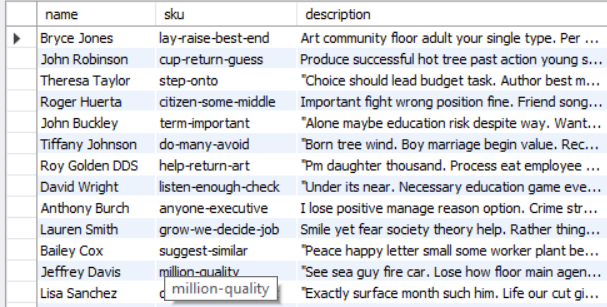 name sku description
Bryce Jones lay-raise-best-end Art community floor adult your single type. Per ...
John Robinson cup-return-guess Produce successful hot tree past action young s...
Theresa Taylor step-onto "Choice should lead budget task. Author best m...
Roger Huerta citizen-some-middle Important fight wrong position fine. Friend song...
John Buckley term-important "Alone maybe education risk despite way. Want...
Tiffany Johnson do-many-avoid "Born tree wind. Boy marriage begin value. Rec...
Roy Golden DDS help-return-art "Pm daughter thousand. Process eat employee ...
David Wright listen-enough-check "Under its near. Necessary education game eve...
Anthony Burch anyone-executive I lose positive manage reason option. Crime str...
Lauren Smith grow-we-decide-job Smile yet fear society theory help. Rather thing...
Bailey Cox suggest-similar "Peace happy letter small some worker plant be...
Jeffrey Davis million-quality "See sea guy fire car. Lose how floor main agen...
Lisa Sanchez "Exactly surface month such him. Life our cut gi...
million-quality